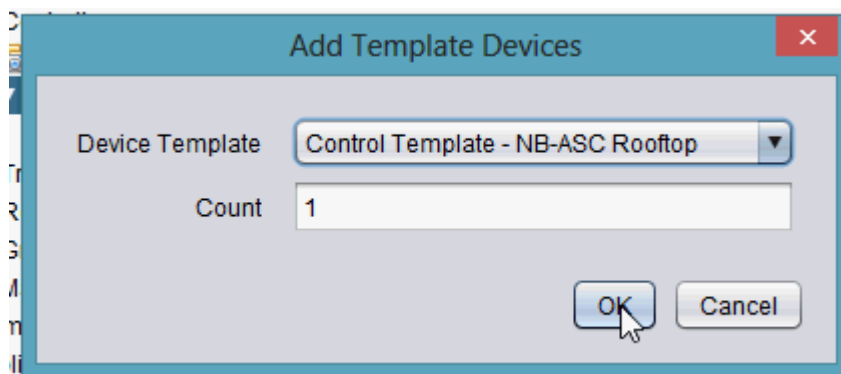 Add Template Devices
Device Template Control Template - NB-ASC Rooftop
Count 1
OK Cancel